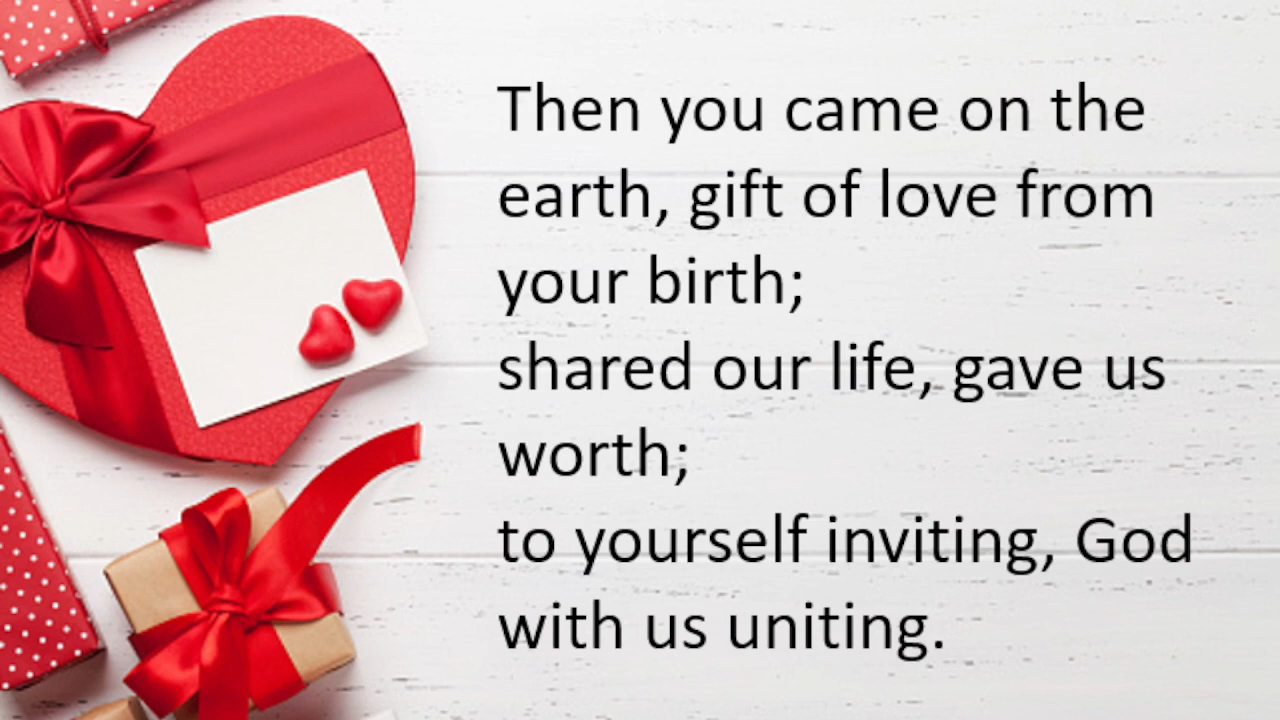 Then you came on the
earth, gift of love from
your birth;
shared our life, gave us
worth;
to yourself inviting, God
with us uniting.